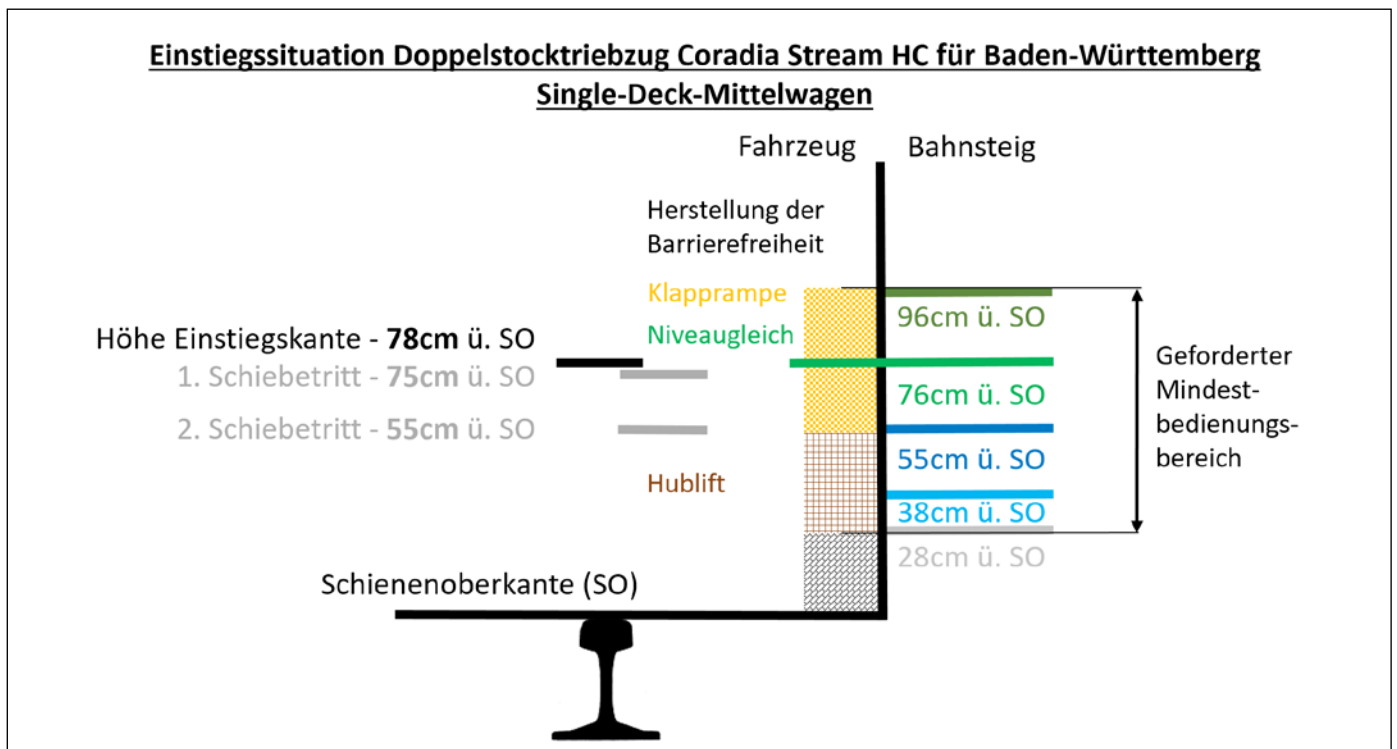 Einstiegssituation Doppelstocktriebzug Coradia Stream HC für Baden-Württemberg
Single-Deck-Mittelwagen
Fahrzeug
Bahnsteig
Herstellung der
Barrierefreiheit
Klapprampe
Niveaugleich
Hublift
Höhe Einstiegskante - 78cm ü. SO
1. Schiebetritt - 75cm ü. SO
2. Schiebetritt - 55cm ü. SO
96cm ü. SO
76cm ü. SO
55cm ü. SO
38cm ü. SO
28cm ü. SO
Geforderter
Mindest-
bedienungs-
bereich
Schienenoberkante (SO)